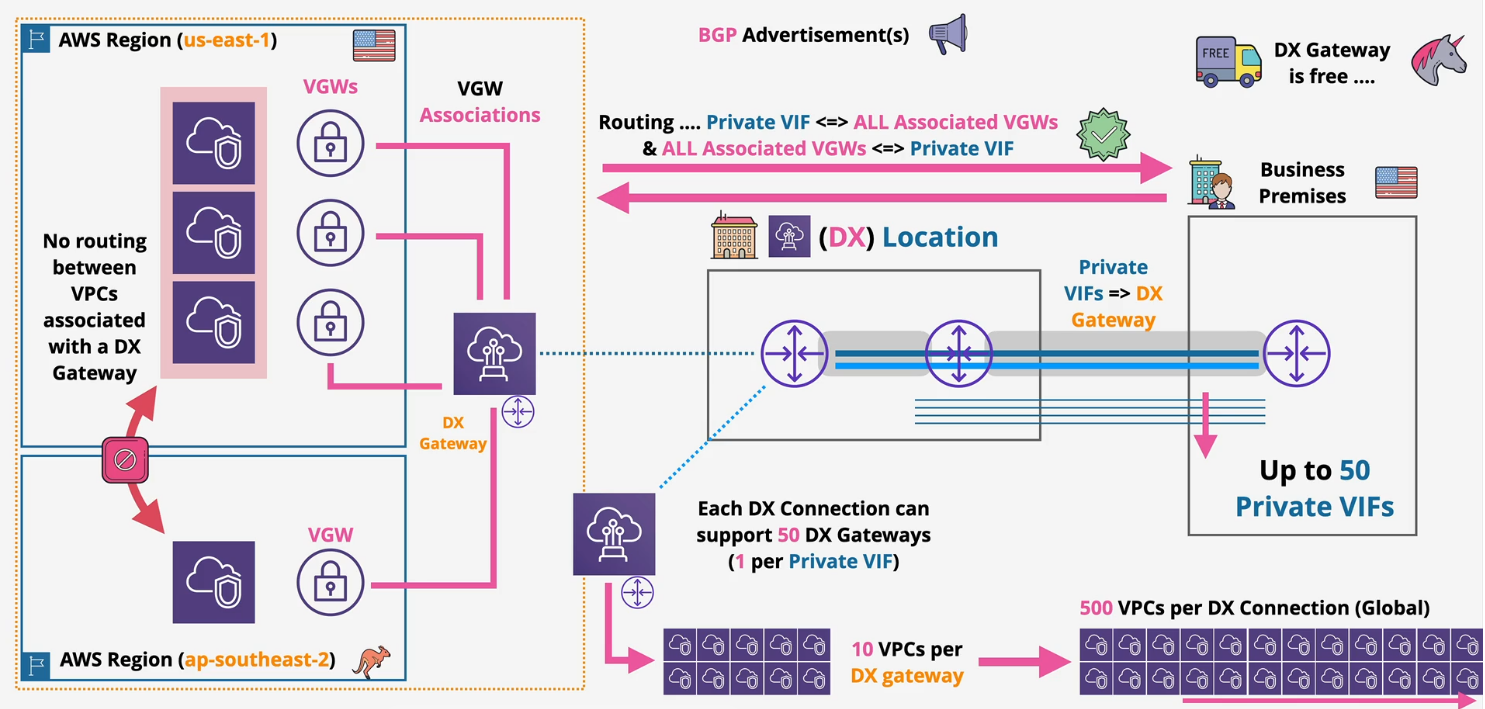 AWS Region (us-east-1)
VGWs
VGW
Associations
No routing
between
VPCs
associated
with a DX
Gateway
DX
Gateway
VGW
AWS Region (ap-southeast-2)
BGP Advertisement(s)
FREE
DX Gateway
is free ....
Routing .... Private VIF <=> ALL Associated VGWs
& ALL Associated VGWs <=> Private VIF
Business
Premises
(DX) Location
Private
VIFs => DX
Gateway
Up to 50
Private VIFs
Each DX Connection can
support 50 DX Gateways
(1 per Private VIF)
10 VPCs per
DX gateway
500 VPCs per DX Connection (Global)